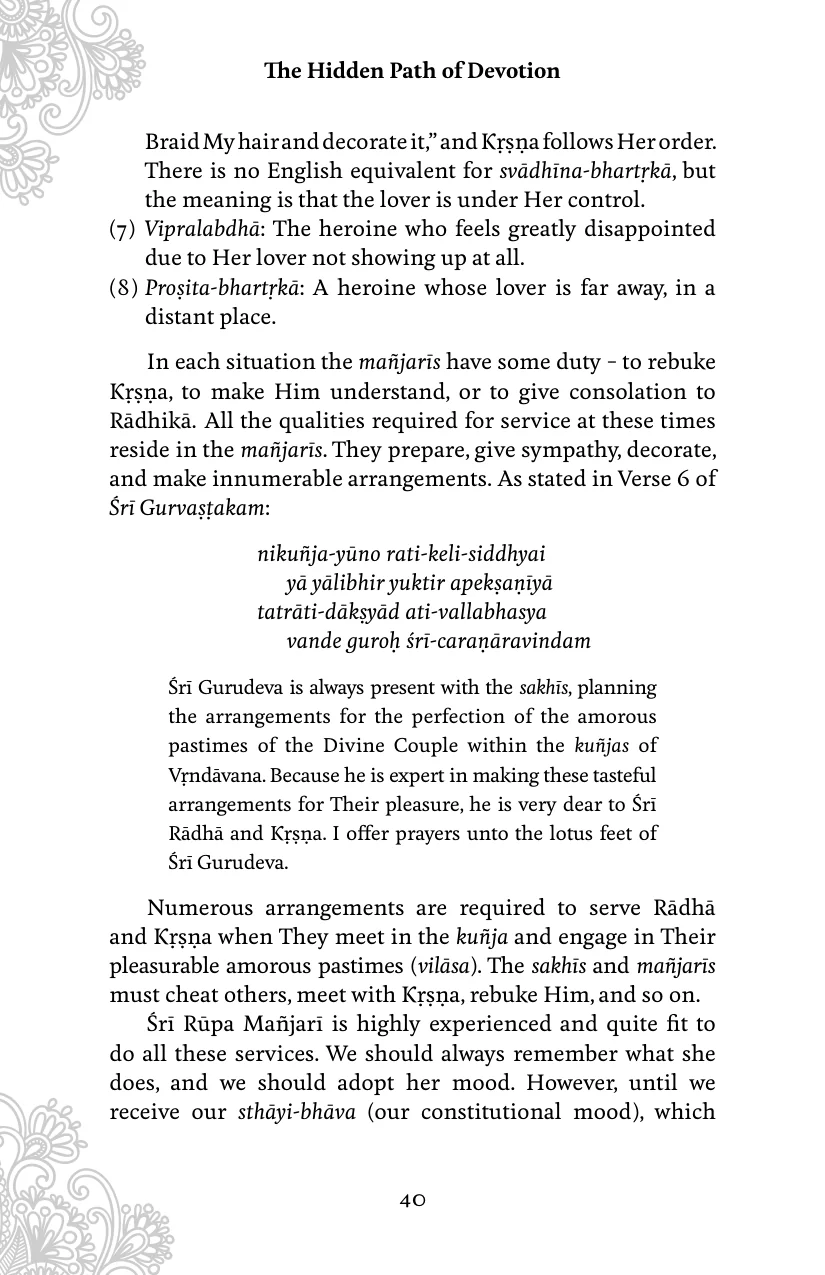 The Hidden Path of Devotion
Braid My hair and decorate it,” and Kṛṣṇa follows Her order.
There is no English equivalent for svādhīna-bhartṛkā, but
the meaning is that the lover is under Her control.
(7) Vipralabdhā: The heroine who feels greatly disappointed
due to Her lover not showing up at all.
(8) Proṣita-bhartṛkā: A heroine whose lover is far away, in a
distant place.
In each situation the mañjarīs have some duty – to rebuke
Kṛṣṇa, to make Him understand, or to give consolation to
Rādhikā. All the qualities required for service at these times
reside in the mañjarīs. They prepare, give sympathy, decorate,
and make innumerable arrangements. As stated in Verse 6 of
Śrī Gurvaṣṭakam:
nikuñja-yūno rati-keli-siddhyai
yā yālibhir yuktir apekṣaṇīyā
tatrāti-dākṣyād ati-vallabhasya
vande guroḥ śrī-caraṇāravindam
Śrī Gurudeva is always present with the sakhīs, planning
the arrangements for the perfection of the amorous
pastimes of the Divine Couple within the kuñjas of
Vṛndāvana. Because he is expert in making these tasteful
arrangements for Their pleasure, he is very dear to Śrī
Rādhā and Kṛṣṇa. I offer prayers unto the lotus feet of
Śrī Gurudeva.
Numerous arrangements are required to serve Rādhā
and Kṛṣṇa when They meet in the kuñja and engage in Their
pleasurable amorous pastimes (vilāsa). The sakhīs and mañjarīs
must cheat others, meet with Kṛṣṇa, rebuke Him, and so on.
Śrī Rūpa Mañjarī is highly experienced and quite fit to
do all these services. We should always remember what she
does, and we should adopt her mood. However, until we
receive our sthāyi-bhāva (our constitutional mood), which
40